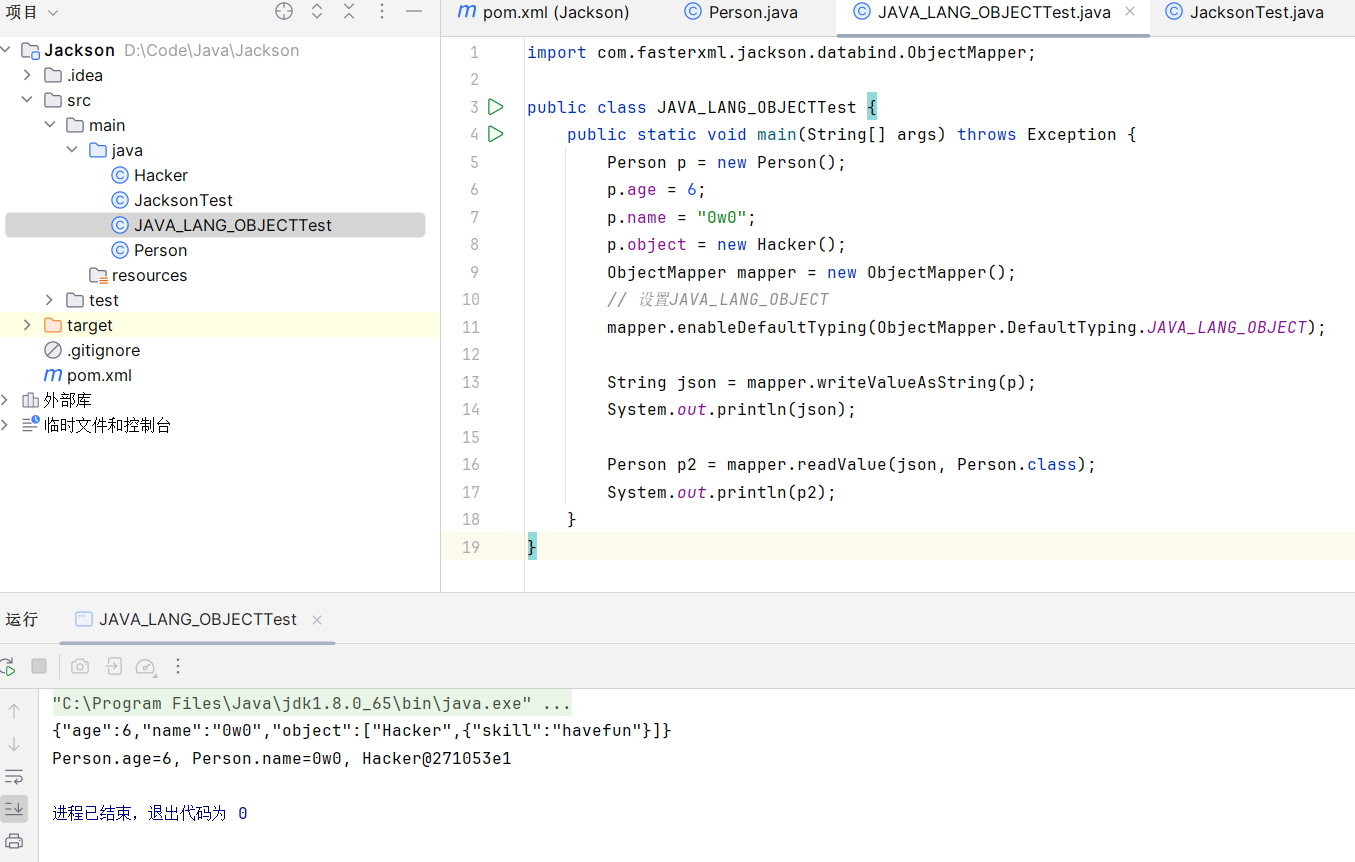 项目
Jackson D:\Code\Java\Jackson
.idea
src
main
java
Hacker
JacksonTest
JAVA_LANG_OBJECTTest
Person
resources
test
target
.gitignore
pom.xml
外部库
临时文件和控制台
pom.xml (Jackson) Person.java JAVA_LANG_OBJECTTest.java JacksonTest.java
1 import com.fasterxml.jackson.databind.ObjectMapper;
2
3 public class JAVA_LANG_OBJECTTest {
4 public static void main(String[] args) throws Exception {
5 Person p = new Person();
6 p.age = 6;
7 p.name = "0w0";
8 p.object = new Hacker();
9 ObjectMapper mapper = new ObjectMapper();
10 // 设置JAVA_LANG_OBJECT
11 mapper.enableDefaultTyping(ObjectMapper.DefaultTyping.JAVA_LANG_OBJECT);
12
13 String json = mapper.writeValueAsString(p);
14 System.out.println(json);
15
16 Person p2 = mapper.readValue(json, Person.class);
17 System.out.println(p2);
18 }
19 }
运行 JAVA_LANG_OBJECTTest
"C:\Program Files\Java\jdk1.8.0_65\bin\java.exe" ...
{"age":6,"name":"0w0","object":["Hacker",{"skill":"havefun"}]}
Person.age=6, Person.name=0w0, Hacker@271053e1
进程已结束，退出代码为 0